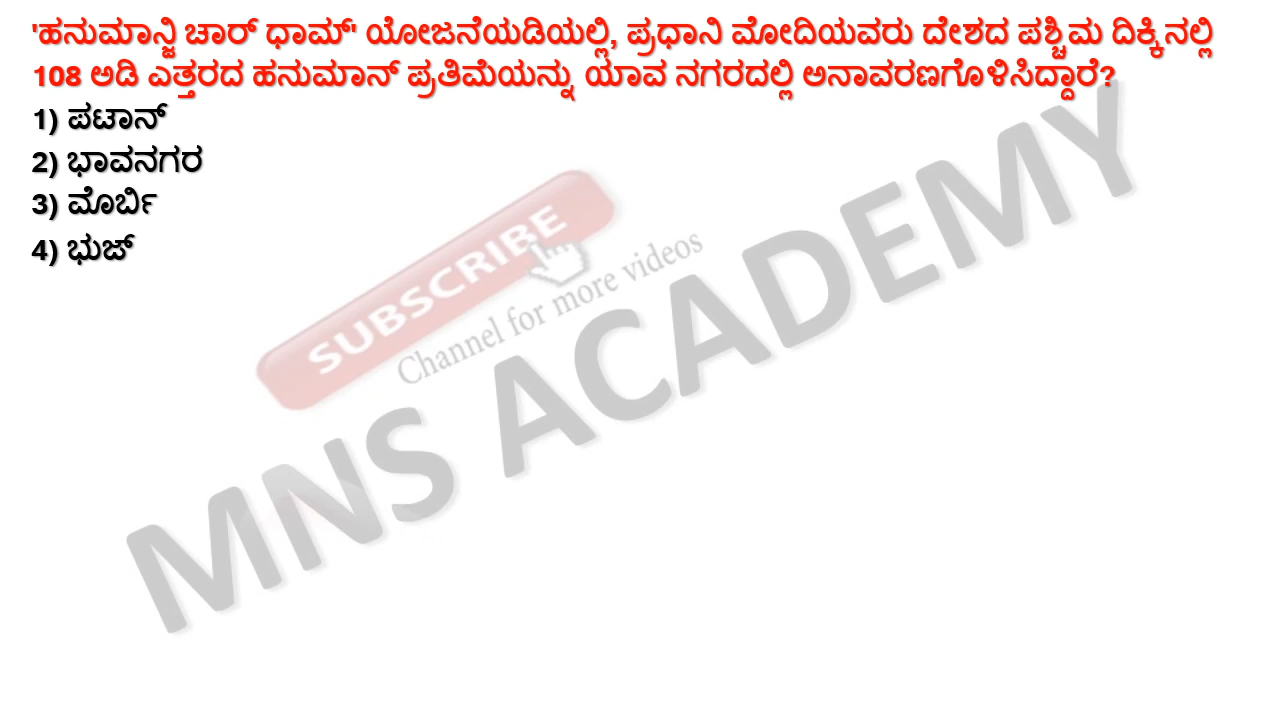 'ಹನುಮಾನ್ಜಿ ಚಾರ್ ಧಾಮ್' ಯೋಜನೆಯಡಿಯಲ್ಲಿ, ಪ್ರಧಾನಿ ಮೋದಿಯವರು ದೇಶದ ಪಶ್ಚಿಮ ದಿಕ್ಕಿನಲ್ಲಿ
108 ಅಡಿ ಎತ್ತರದ ಹನುಮಾನ್ ಪ್ರತಿಮೆಯನ್ನು ಯಾವ ನಗರದಲ್ಲಿ ಅನಾವರಣಗೊಳಿಸಿದ್ದಾರೆ?
1) ಪಟಾನ್
2) ಭಾವನಗರ
3) ಮೊರ್ಬಿ
4) ಭುಜ್
SUBSCRIBE
Channel for more videos
MNS ACADEMY